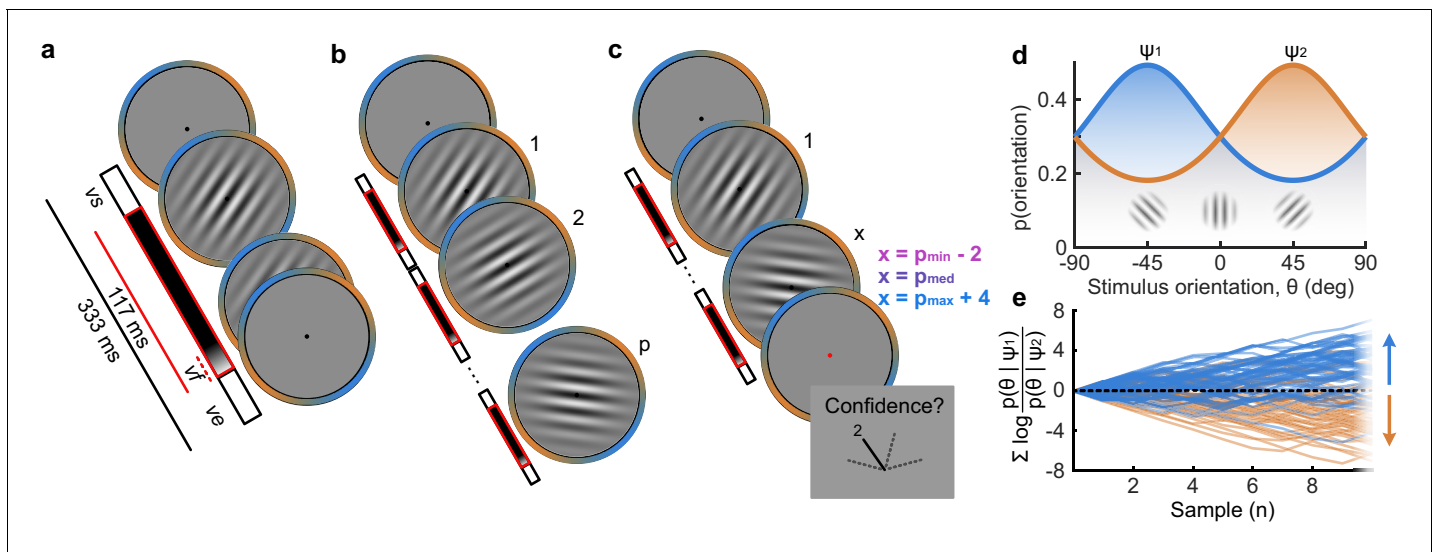 a
vs
117 ms
333 ms
vf
ve
b
1
2
p
c
1
x
x = pmin - 2
x = pmed
x = pmax + 4
Confidence?
2
d
ψ1
ψ2
p(orientation)
0.4
0.2
0
-90
-45
0
45
90
Stimulus orientation, θ (deg)
e
Σ log p(θ | ψ1)
p(θ | ψ2)
8
4
0
-4
-8
2
4
6
8
Sample (n)